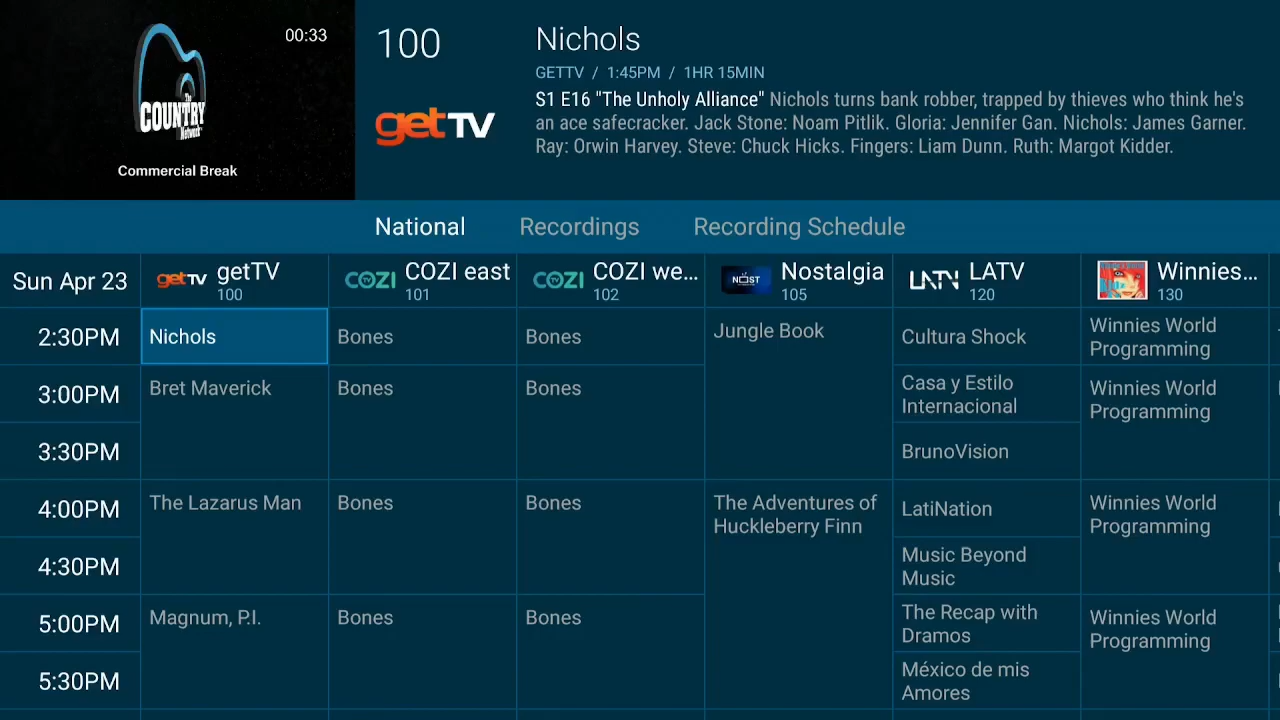 The
COUNTRY
Network
00:33
Commercial Break
100
getTV
Nichols
GETTV / 1:45PM / 1HR 15MIN
S1 E16 "The Unholy Alliance" Nichols turns bank robber, trapped by thieves who think he's
an ace safecracker. Jack Stone: Noam Pitlik. Gloria: Jennifer Gan. Nichols: James Garner.
Ray: Orwin Harvey. Steve: Chuck Hicks. Fingers: Liam Dunn. Ruth: Margot Kidder.
National Recordings Recording Schedule
Sun Apr 23
getTV getTV
100
COZI TV COZI east
101
COZI TV COZI we...
102
NOST Nostalgia
105
LATV LATV
120
Winnies...
130
2:30PM
Nichols
Bones
Bones
Jungle Book
Cultura Shock
Winnies World
Programming
3:00PM
Bret Maverick
Bones
Bones
Casa y Estilo
Internacional
Winnies World
Programming
3:30PM
BrunoVision
4:00PM
The Lazarus Man
Bones
Bones
The Adventures of
Huckleberry Finn
LatiNation
Winnies World
Programming
4:30PM
Music Beyond
Music
5:00PM
Magnum, P.I.
Bones
Bones
The Recap with
Dramos
Winnies World
Programming
5:30PM
México de mis
Amores